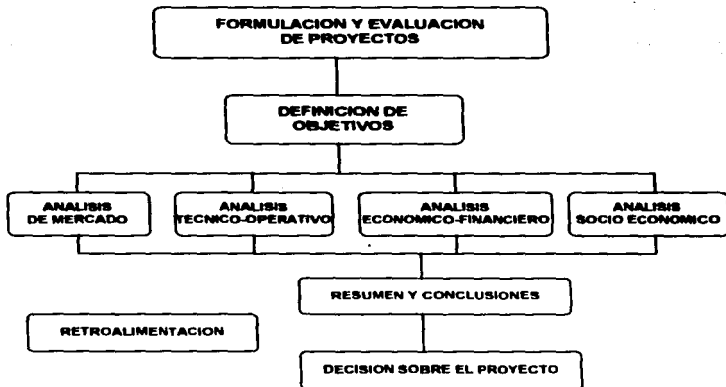 FORMULACION Y EVALUACION
DE PROYECTOS
DEFINICION DE
OBJETIVOS
ANALISIS
DE MERCADO
ANALISIS
TECNICO-OPERATIVO
ANALISIS
ECONOMICO-FINANCIERO
ANALISIS
SOCIO ECONOMICO
RESUMEN Y CONCLUSIONES
RETROALIMENTACION
DECISION SOBRE EL PROYECTO